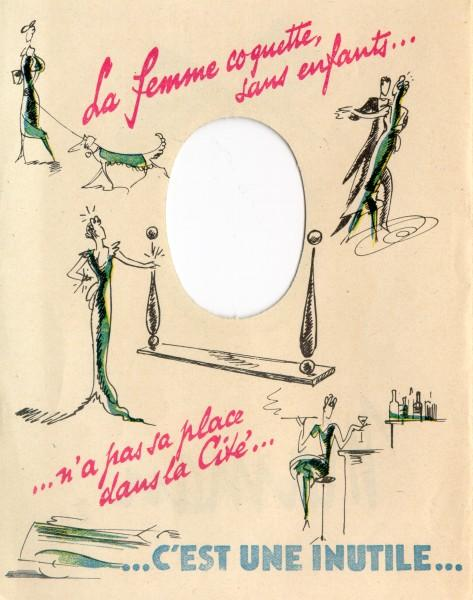 La femme coquette,
sans enfants...
...n'a pas sa place
dans la Cité...
...C'EST UNE INUTILE...